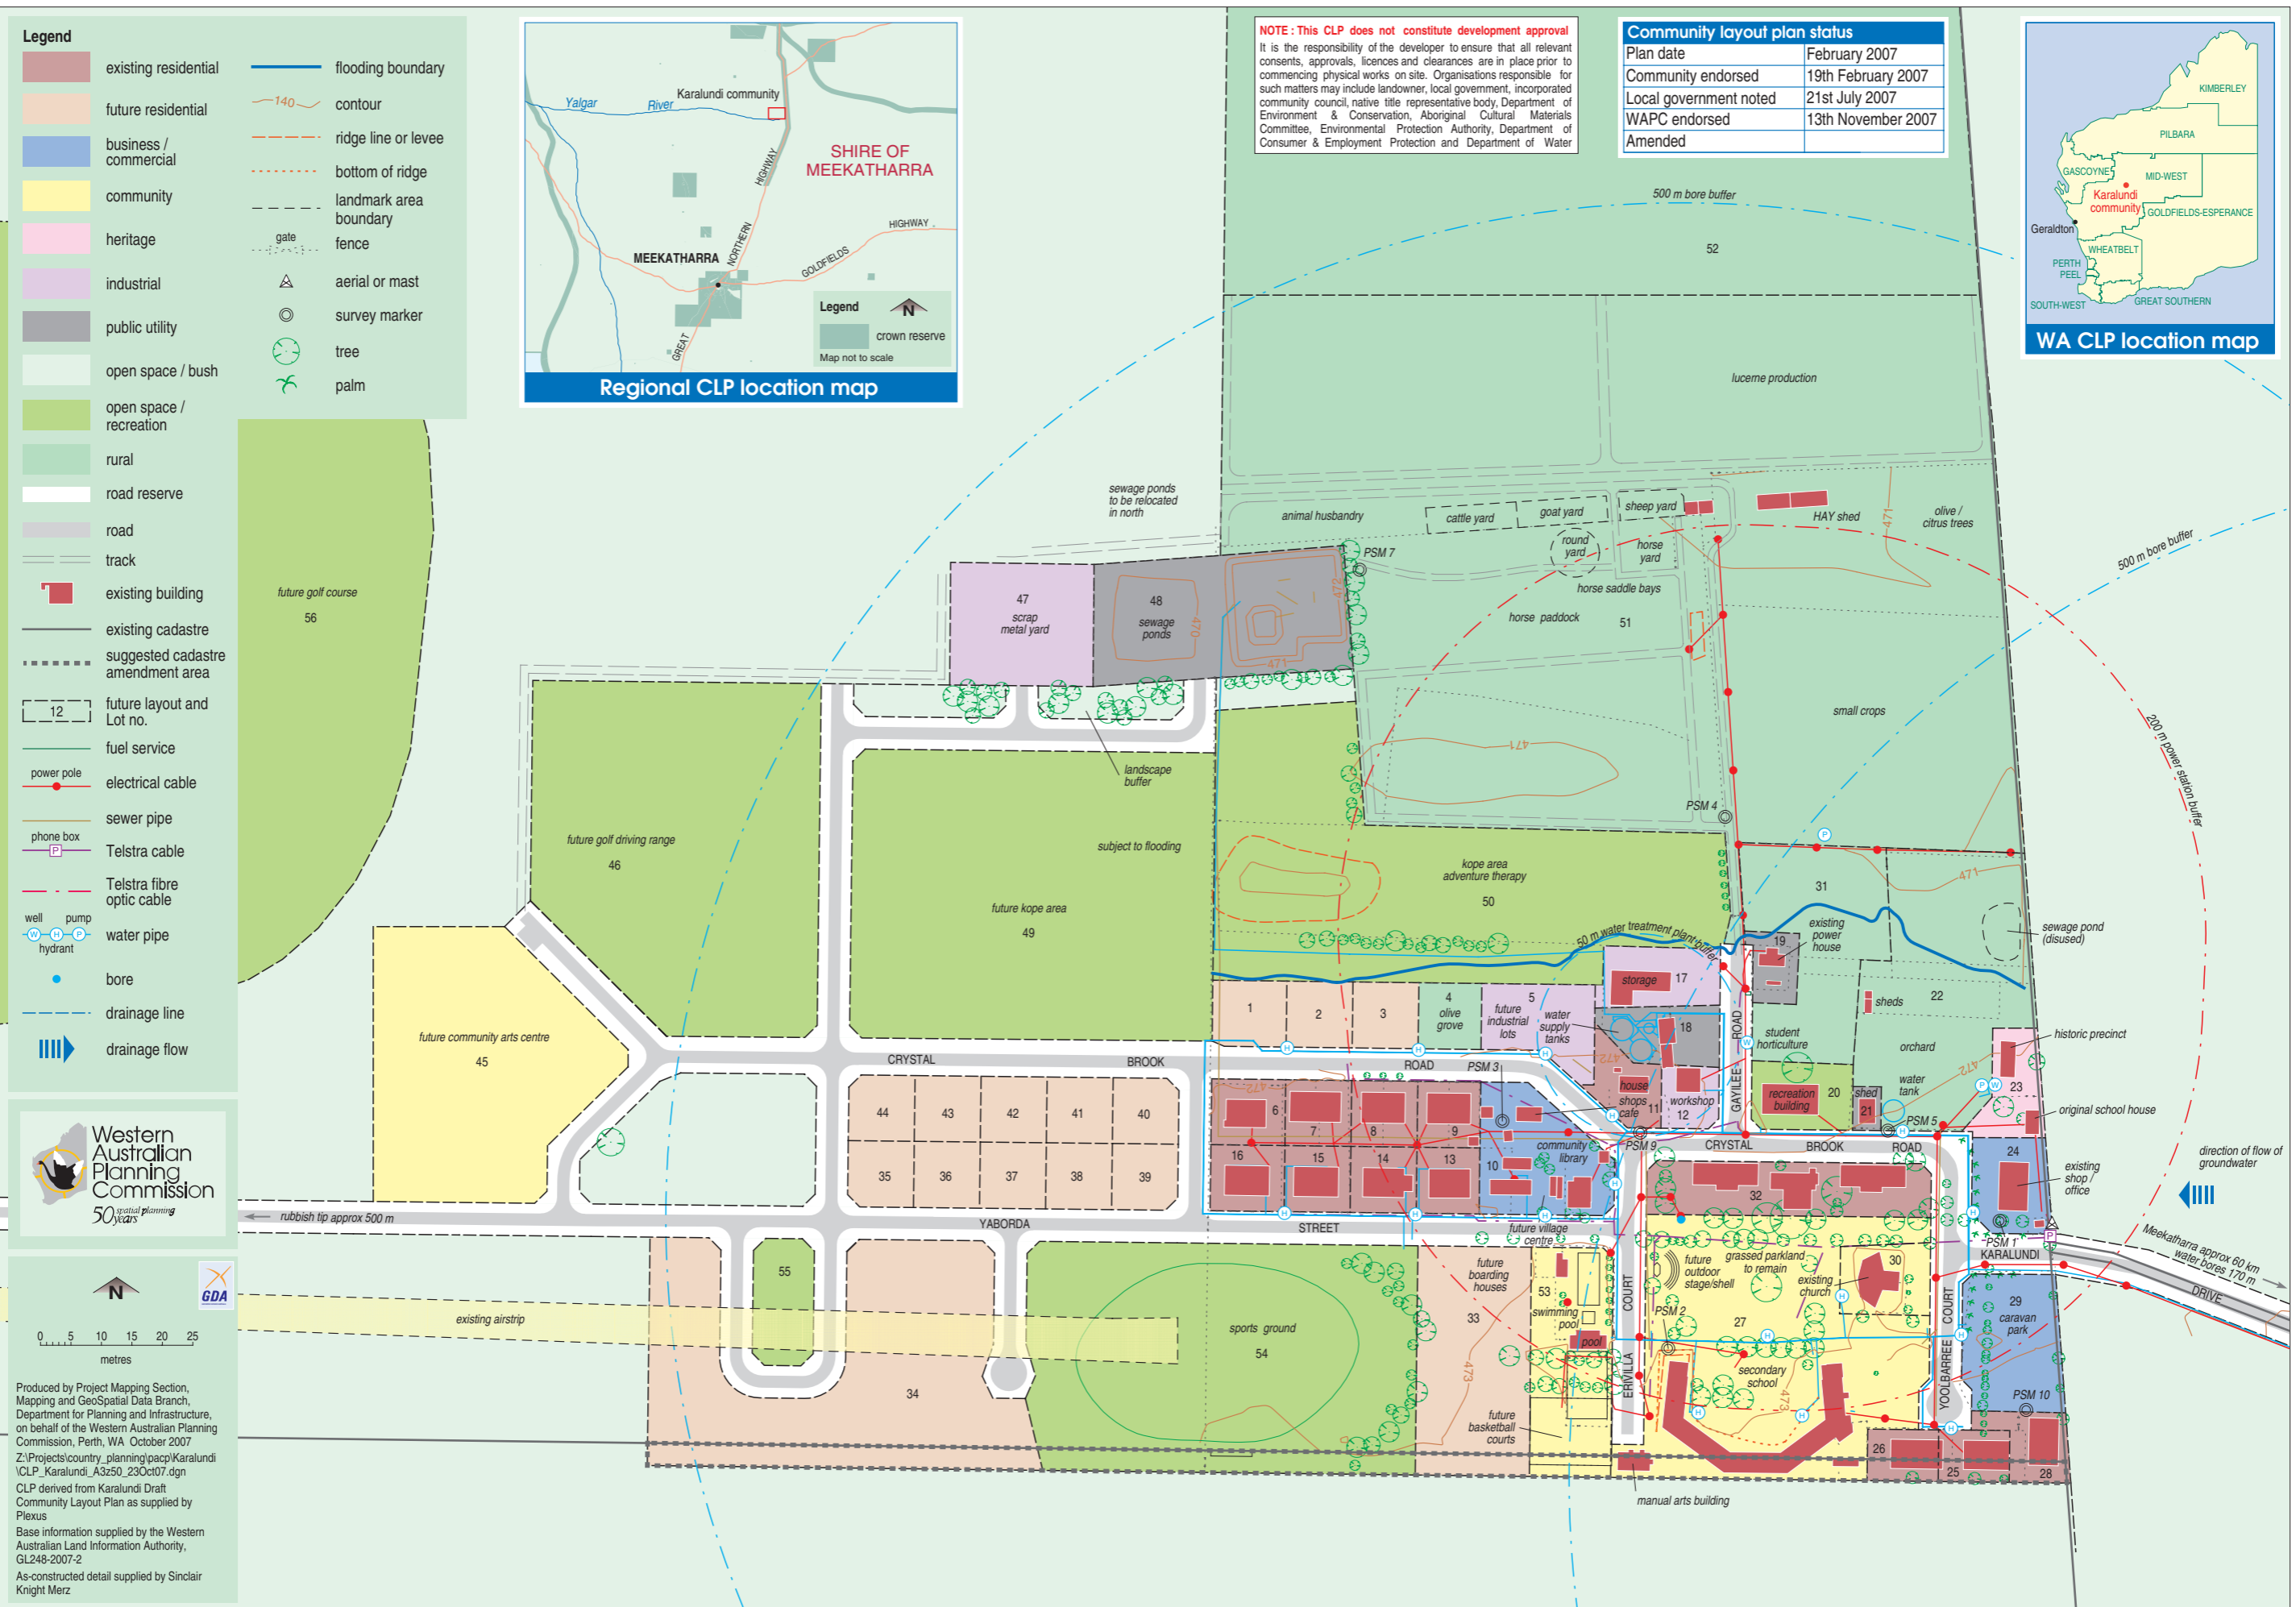 Legend
existing residential
future residential
business /
commercial
community
heritage
industrial
public utility
open space / bush
open space /
recreation
rural
road reserve
road
track
existing building
existing cadastre
suggested cadastre
amendment area
12
future layout and
Lot no.
fuel service
power pole
electrical cable
sewer pipe
phone box
P
Telstra cable
Telstra fibre
optic cable
well
pump
W
H
P
hydrant
water pipe
bore
drainage line
drainage flow
flooding boundary
140
contour
ridge line or levee
bottom of ridge
landmark area
boundary
gate
fence
aerial or mast
survey marker
tree
palm
Western
Australian
Planning
Commission
50 years
spatial planning
N
GDA
0 5 10 15 20 25
metres
Produced by Project Mapping Section,
Mapping and GeoSpatial Data Branch,
Department for Planning and Infrastructure,
on behalf of the Western Australian Planning
Commission, Perth, WA October 2007
Z:\Projects\country_planning\pacp\Karalundi
\CLP_Karalundi_A3z50_23Oct07.dgn
CLP derived from Karalundi Draft
Community Layout Plan as supplied by
Plexus
Base information supplied by the Western
Australian Land Information Authority,
GL248-2007-2
As-constructed detail supplied by Sinclair
Knight Merz
Yalgar River
Karalundi community
SHIRE OF
MEEKATHARRA
MEEKATHARRA
GREAT
NORTHERN
HIGHWAY
GOLDFIELDS
HIGHWAY
Legend
N
crown reserve
Map not to scale
Regional CLP location map
NOTE : This CLP does not constitute development approval
It is the responsibility of the developer to ensure that all relevant
consents, approvals, licences and clearances are in place prior to
commencing physical works on site. Organisations responsible for
such matters may include landowner, local government, incorporated
community council, native title representative body, Department of
Environment & Conservation, Aboriginal Cultural Materials
Committee, Environmental Protection Authority, Department of
Consumer & Employment Protection and Department of Water
Community layout plan status
Plan date February 2007
Community endorsed 19th February 2007
Local government noted 21st July 2007
WAPC endorsed 13th November 2007
Amended
KIMBERLEY
PILBARA
GASCOYNE
MID-WEST
Karalundi
community
GOLDFIELDS-ESPERANCE
Geraldton
WHEATBELT
PERTH
PEEL
SOUTH-WEST
GREAT SOUTHERN
WA CLP location map
500 m bore buffer
52
lucerne production
sewage ponds
to be relocated
in north
animal husbandry
cattle yard
goat yard
sheep yard
HAY shed
471
olive /
citrus trees
round
yard
horse
yard
PSM 7
500 m bore buffer
horse saddle bays
horse paddock
51
future golf course
56
47
scrap
metal yard
48
sewage
ponds
470
471
472
small crops
471
200 m power station buffer
landscape
buffer
PSM 4
P
future golf driving range
46
subject to flooding
kope area
adventure therapy
50
31
471
future kope area
49
50 m water treatment plant buffer
existing
power
house
19
sewage pond
(disused)
storage
17
sheds
22
1
2
3
4
olive
grove
5
future
industrial
lots
water
supply
tanks
18
GAYILEE ROAD
student
horticulture
orchard
historic precinct
future community arts centre
45
CRYSTAL BROOK ROAD
472
W
H
H
H
PSM 3
house
shops
cafe
11
workshop
12
recreation
building
20
shed
21
water
tank
472
P
W
23
original school house
PSM 5
44
43
42
41
40
472
6
7
8
9
H
PSM 9
CRYSTAL BROOK ROAD
H
35
36
37
38
39
16
15
14
13
10
community
library
32
24
existing
shop /
office
direction of flow of
groundwater
rubbish tip approx 500 m
YABORDA STREET
H
H
H
H
H
future village
centre
PSM 1
P
KARALUNDI
DRIVE
Meekatharra approx 60 km
water bores 170 m
55
future
boarding
houses
33
53
swimming
pool
pool
future
outdoor
stage/shell
grassed parkland
to remain
existing
church
30
existing airstrip
sports ground
54
ERIVILLA COURT
PSM 2
27
H
H
H
YOOLBARREE COURT
29
caravan
park
34
473
secondary
school
473
H
H
H
PSM 10
future
basketball
courts
26
25
28
manual arts building